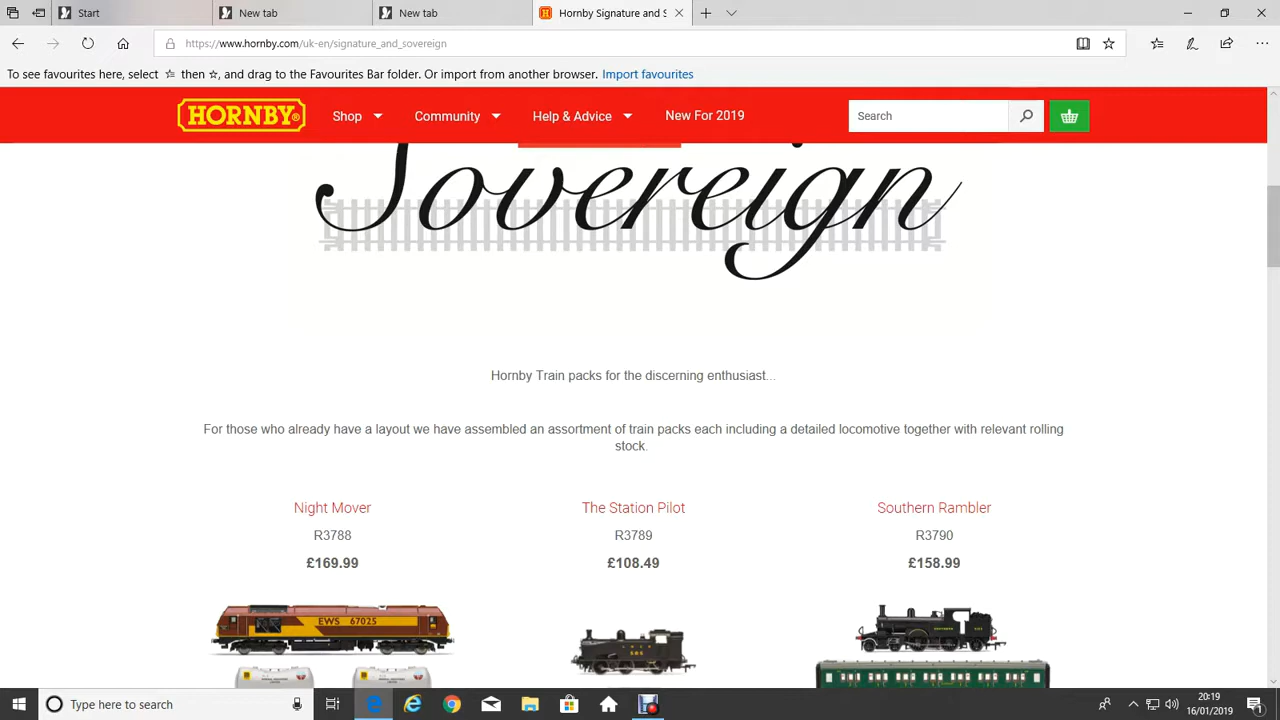 Start
New tab
New tab
Hornby Signature and S
https://www.hornby.com/uk-en/signature_and_sovereign
To see favourites here, select ☆ then ☆, and drag to the Favourites Bar folder. Or import from another browser. Import favourites
HORNBY®
Shop
Community
Help & Advice
New For 2019
Search
Sovereign
Hornby Train packs for the discerning enthusiast...
For those who already have a layout we have assembled an assortment of train packs each including a detailed locomotive together with relevant rolling
stock.
Night Mover
The Station Pilot
Southern Rambler
R3788
R3789
R3790
£169.99
£108.49
£158.99
EWS 67025
SOUTHERN
Type here to search
20:19
16/01/2019